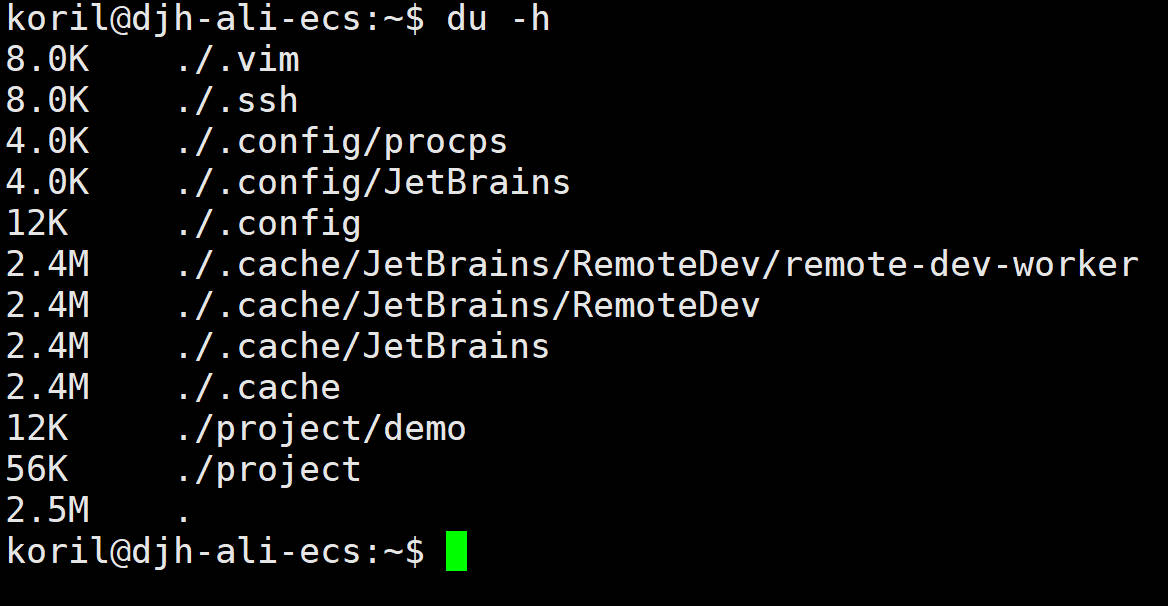 koril@djh-ali-ecs:~$ du -h
8.0K    ./.vim
8.0K    ./.ssh
4.0K    ./.config/procps
4.0K    ./.config/JetBrains
12K     ./.config
2.4M    ./.cache/JetBrains/RemoteDev/remote-dev-worker
2.4M    ./.cache/JetBrains/RemoteDev
2.4M    ./.cache/JetBrains
2.4M    ./.cache
12K     ./project/demo
56K     ./project
2.5M    .
koril@djh-ali-ecs:~$